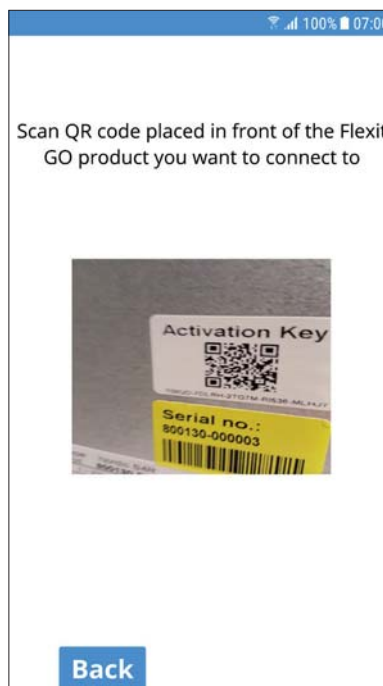 100% 07:00
Scan QR code placed in front of the Flexit
GO product you want to connect to
Activation Key
Serial no.:
800130-000003
Back